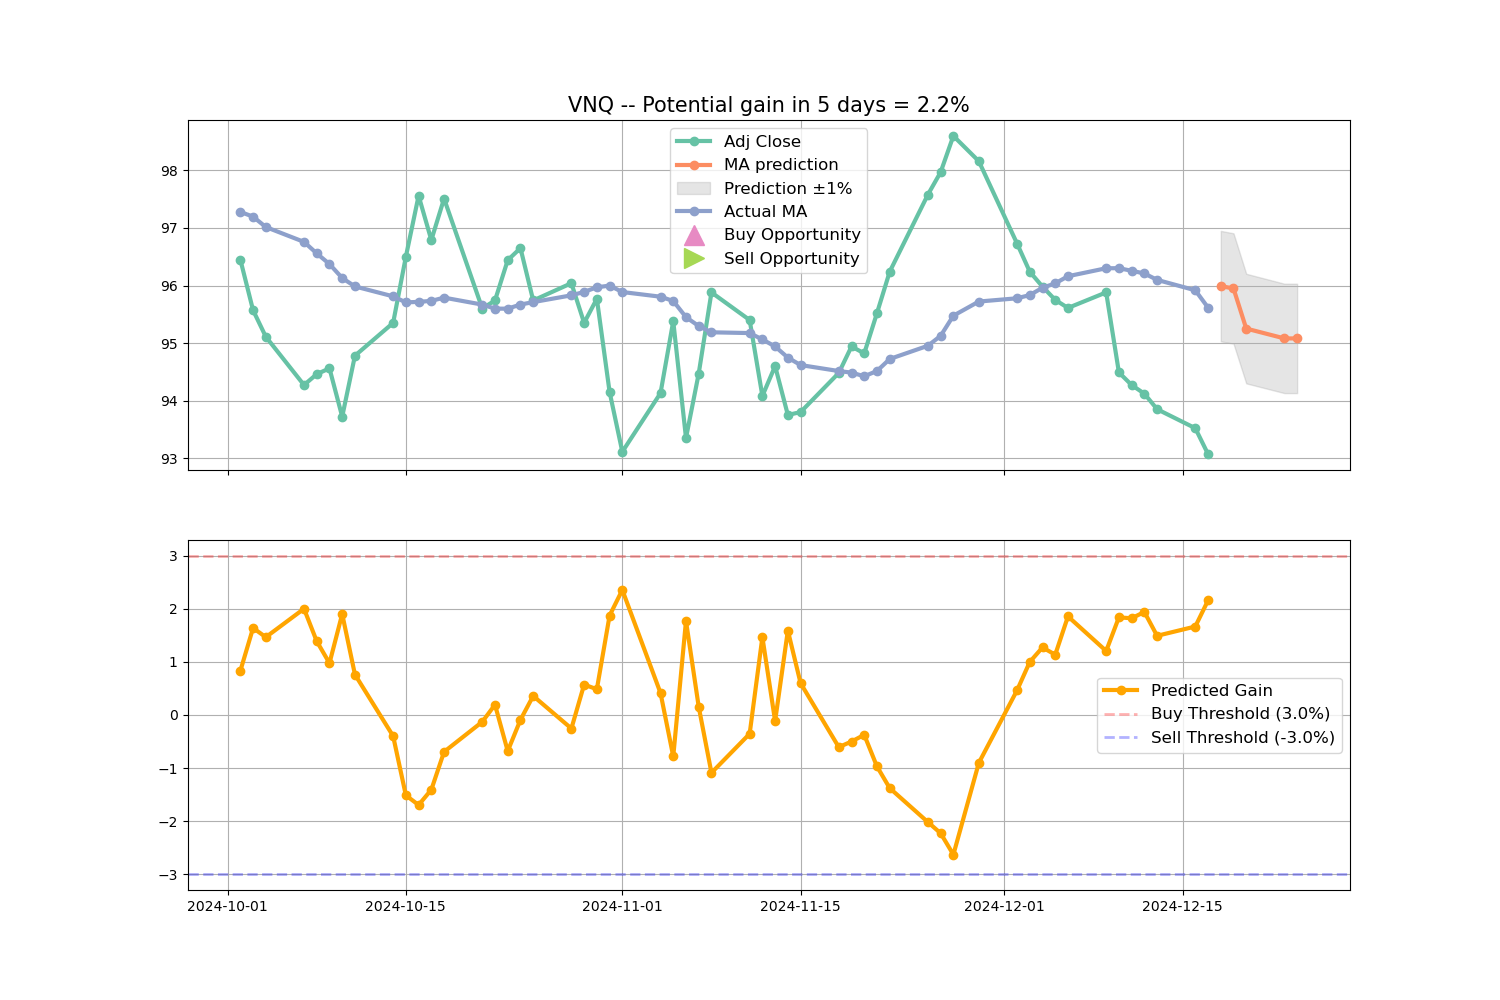 VNQ -- Potential gain in 5 days = 2.2%
98
97
96
95
94
93
Adj Close
MA prediction
Prediction ±1%
Actual MA
Buy Opportunity
Sell Opportunity
3
2
1
0
−1
−2
−3
Predicted Gain
Buy Threshold (3.0%)
Sell Threshold (-3.0%)
2024-10-01 2024-10-15 2024-11-01 2024-11-15 2024-12-01 2024-12-15